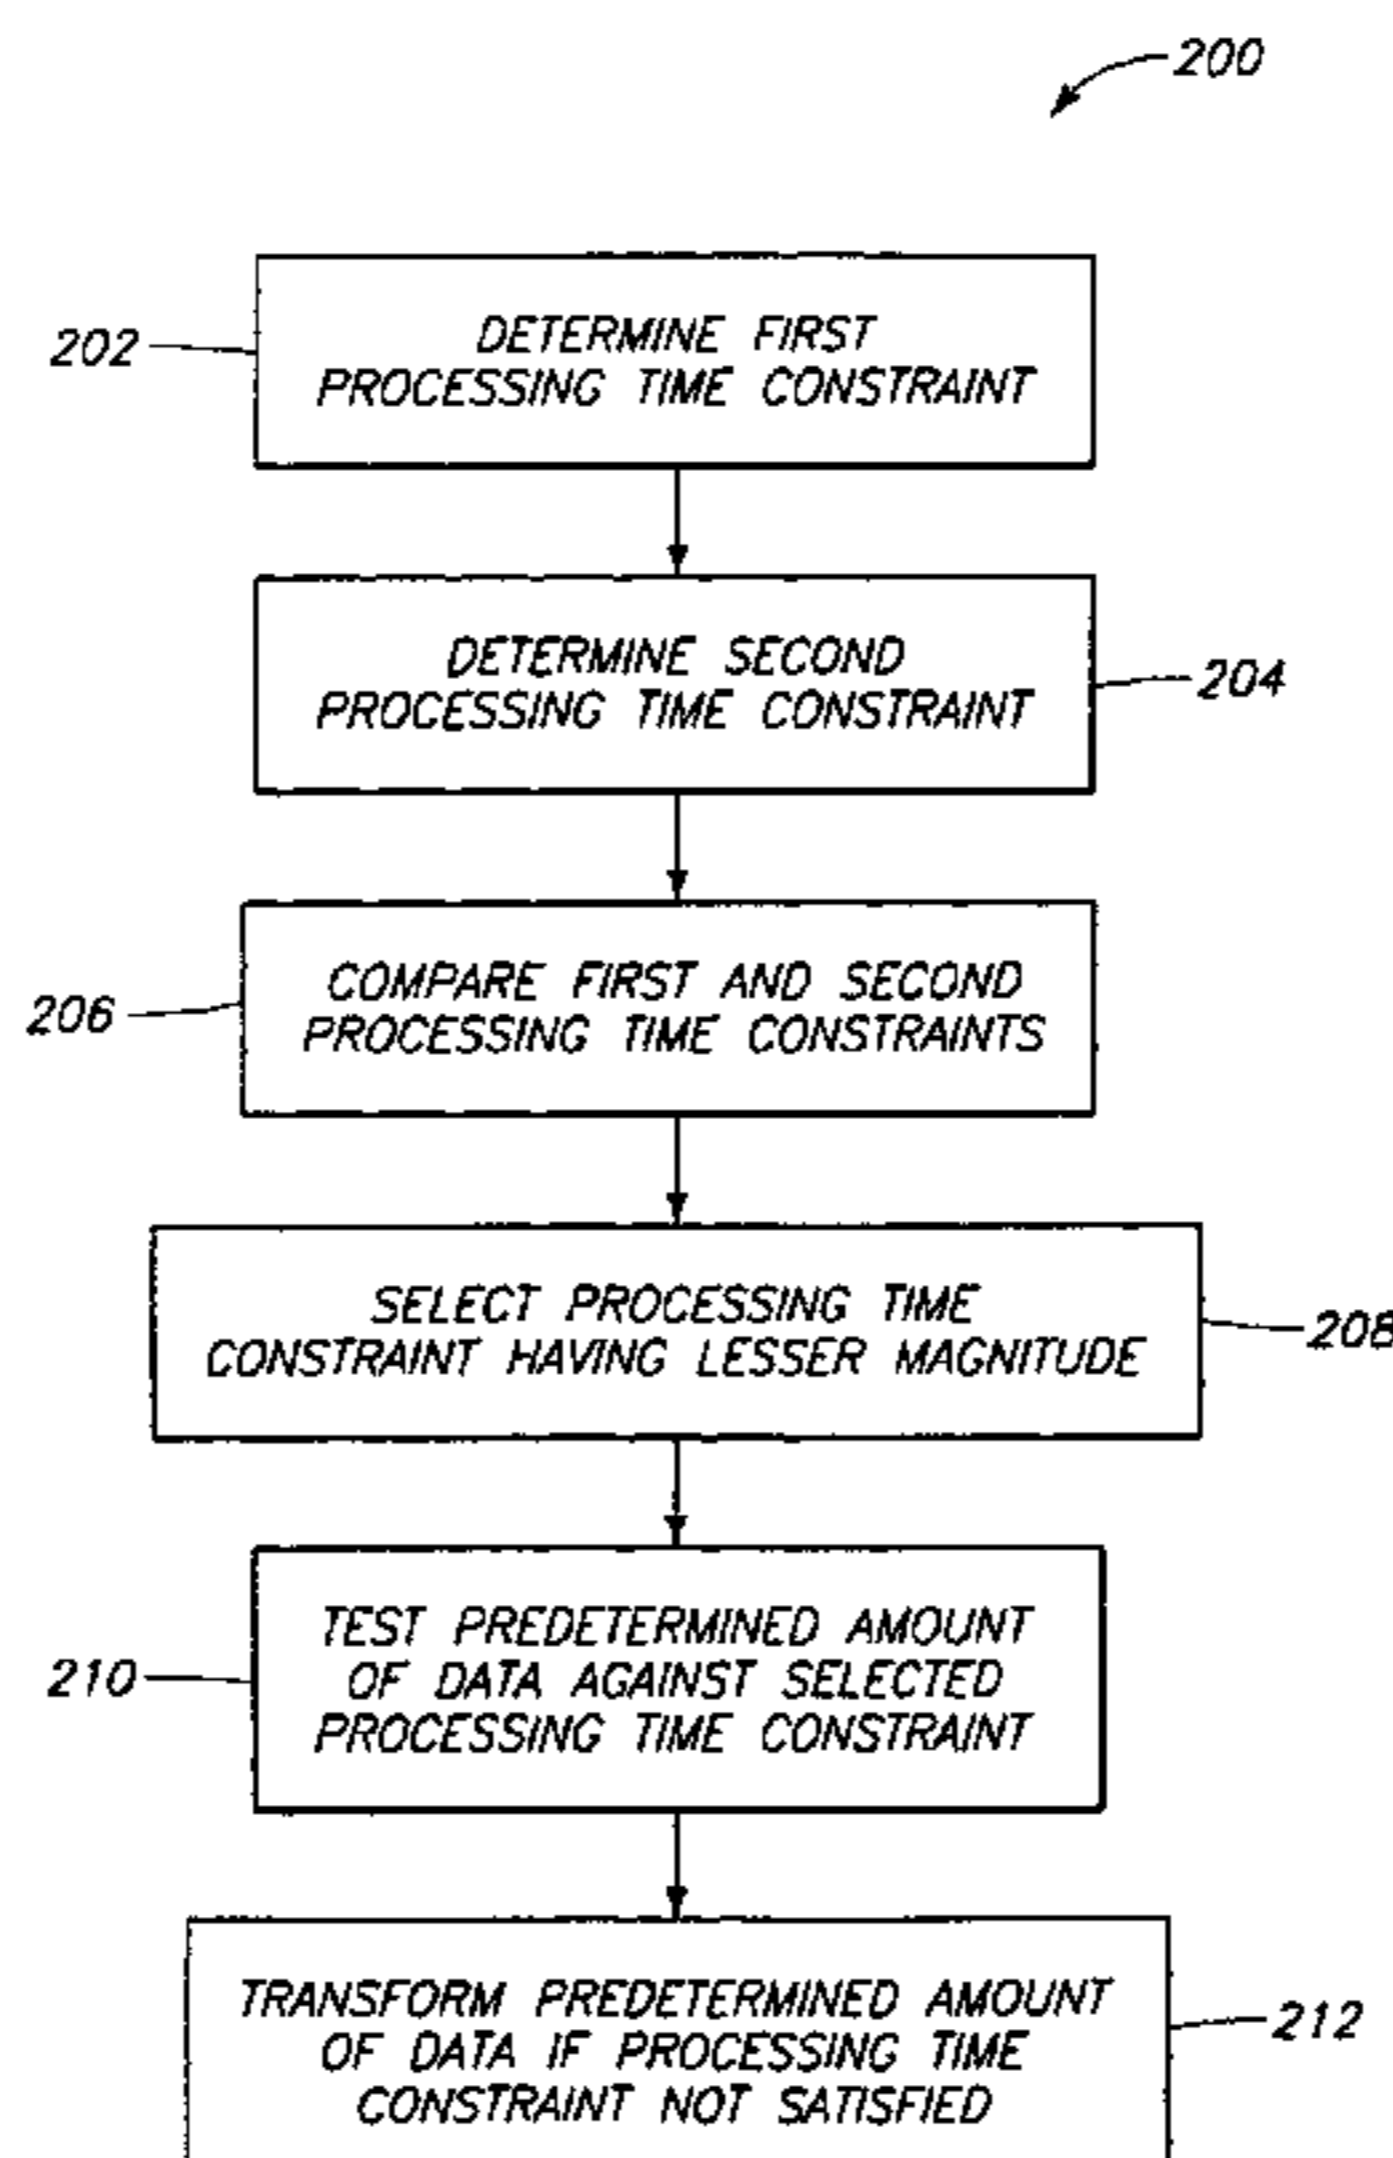 200
202
DETERMINE FIRST
PROCESSING TIME CONSTRAINT
DETERMINE SECOND
PROCESSING TIME CONSTRAINT
204
COMPARE FIRST AND SECOND
PROCESSING TIME CONSTRAINTS
206
SELECT PROCESSING TIME
CONSTRAINT HAVING LESSER MAGNITUDE
208
TEST PREDETERMINED AMOUNT
OF DATA AGAINST SELECTED
PROCESSING TIME CONSTRAINT
210
TRANSFORM PREDETERMINED AMOUNT
OF DATA IF PROCESSING TIME
CONSTRAINT NOT SATISFIED
212